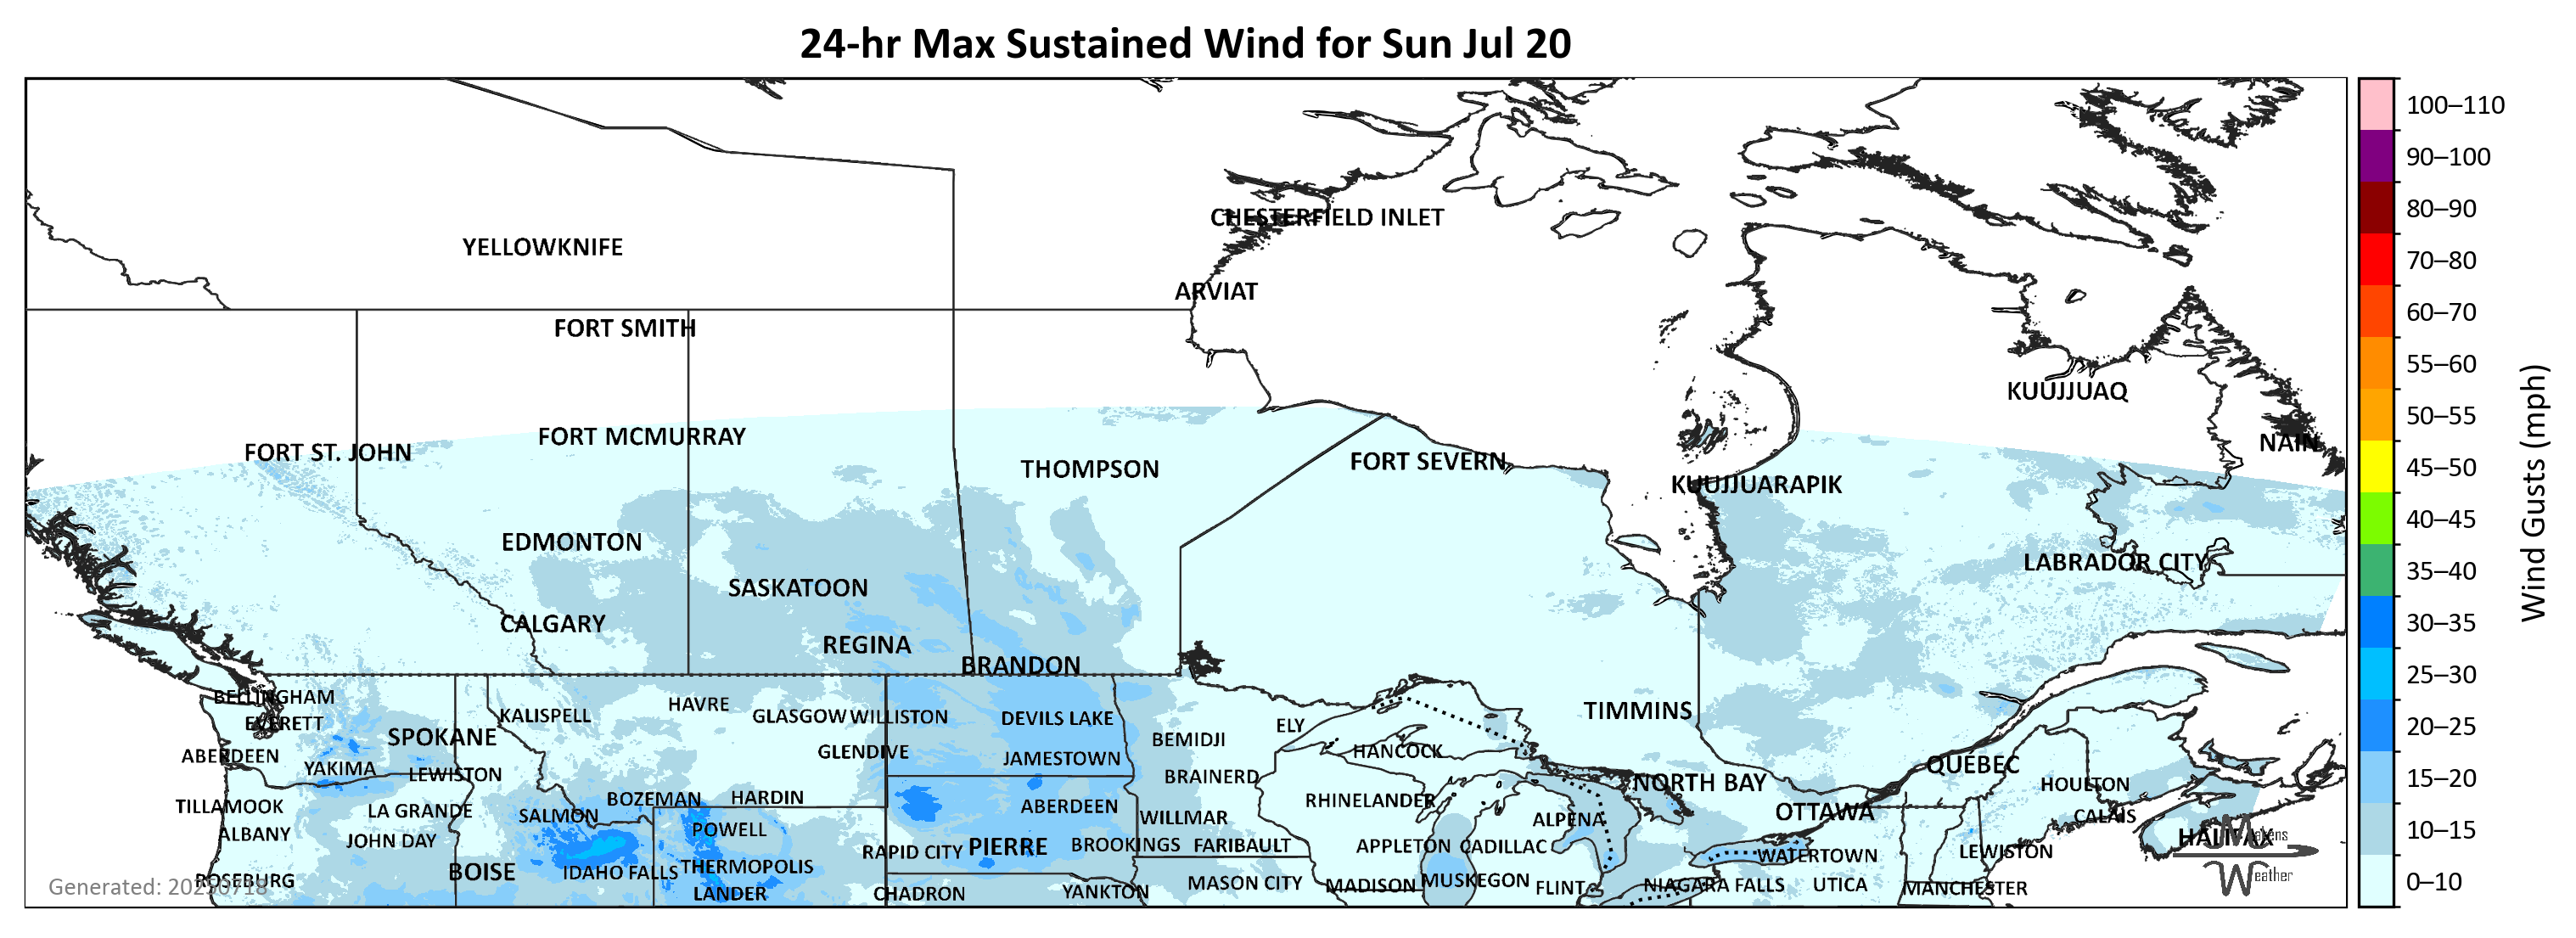 24-hr Max Sustained Wind for Sun Jul 20
100–110
90–100
80–90
70–80
60–70
55–60
50–55
45–50
40–45
35–40
30–35
25–30
20–25
15–20
10–15
0–10
Wind Gusts (mph)
CHESTERFIELD INLET
YELLOWKNIFE
ARVIAT
FORT SMITH
KUUJJUAQ
FORT MCMURRAY
NAIN
FORT ST. JOHN
FORT SEVERN
THOMPSON
KUUJJUARAPIK
EDMONTON
LABRADOR CITY
SASKATOON
CALGARY
REGINA
BRANDON
BELLINGHAM
HAVRE
TIMMINS
KALISPELL
GLASGOW
WILLISTON
DEVILS LAKE
EVERETT
ELY
SPOKANE
BEMIDJI
HANCOCK
GLENDIVE
ABERDEEN
JAMESTOWN
QUÉBEC
YAKIMA
LEWISTON
BRAINERD
NORTH BAY
HOULTON
BOZEMAN
HARDIN
RHINELANDER
TILLAMOOK
LA GRANDE
ABERDEEN
OTTAWA
SALMON
WILLMAR
ALPENA
CALAIS
POWELL
ALBANY
HALIFAX
JOHN DAY
PIERRE
BROOKINGS
FARIBAULT
APPLETON
CADILLAC
RAPID CITY
WATERTOWN
LEWISTON
THERMOPOLIS
BOISE
IDAHO FALLS
ROSEBURG
MUSKEGON
MASON CITY
MADISON
FLINT
NIAGARA FALLS
UTICA
MANCHESTER
LANDER
CHADRON
YANKTON
Generated: 20250718
Makens
Weather